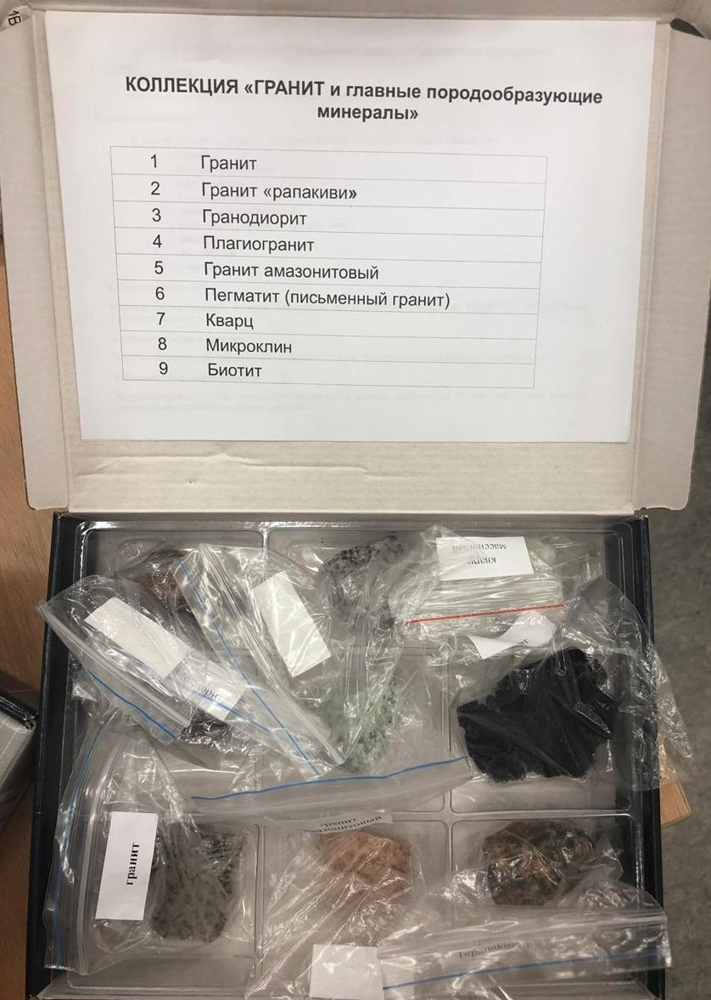 КОЛЛЕКЦИЯ «ГРАНИТ и главные породообразующие
минералы»
1 Гранит
2 Гранит «рапакиви»
3 Гранодиорит
4 Плагиогранит
5 Гранит амазонитовый
6 Пегматит (письменный гранит)
7 Кварц
8 Микроклин
9 Биотит
кварц
массивный
гранит